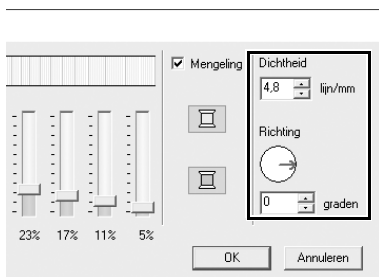 Mengeling
Dichtheid
4,8 lijn/mm
Richting
0 graden
23% 17% 11% 5%
OK Annuleren